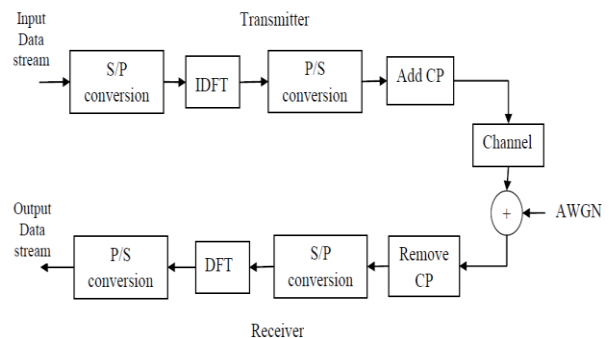 Transmitter
Input
Data
stream
S/P
conversion
IDFT
P/S
conversion
Add CP
Channel
+
AWGN
Output
Data
stream
P/S
conversion
DFT
S/P
conversion
Remove
CP
Receiver